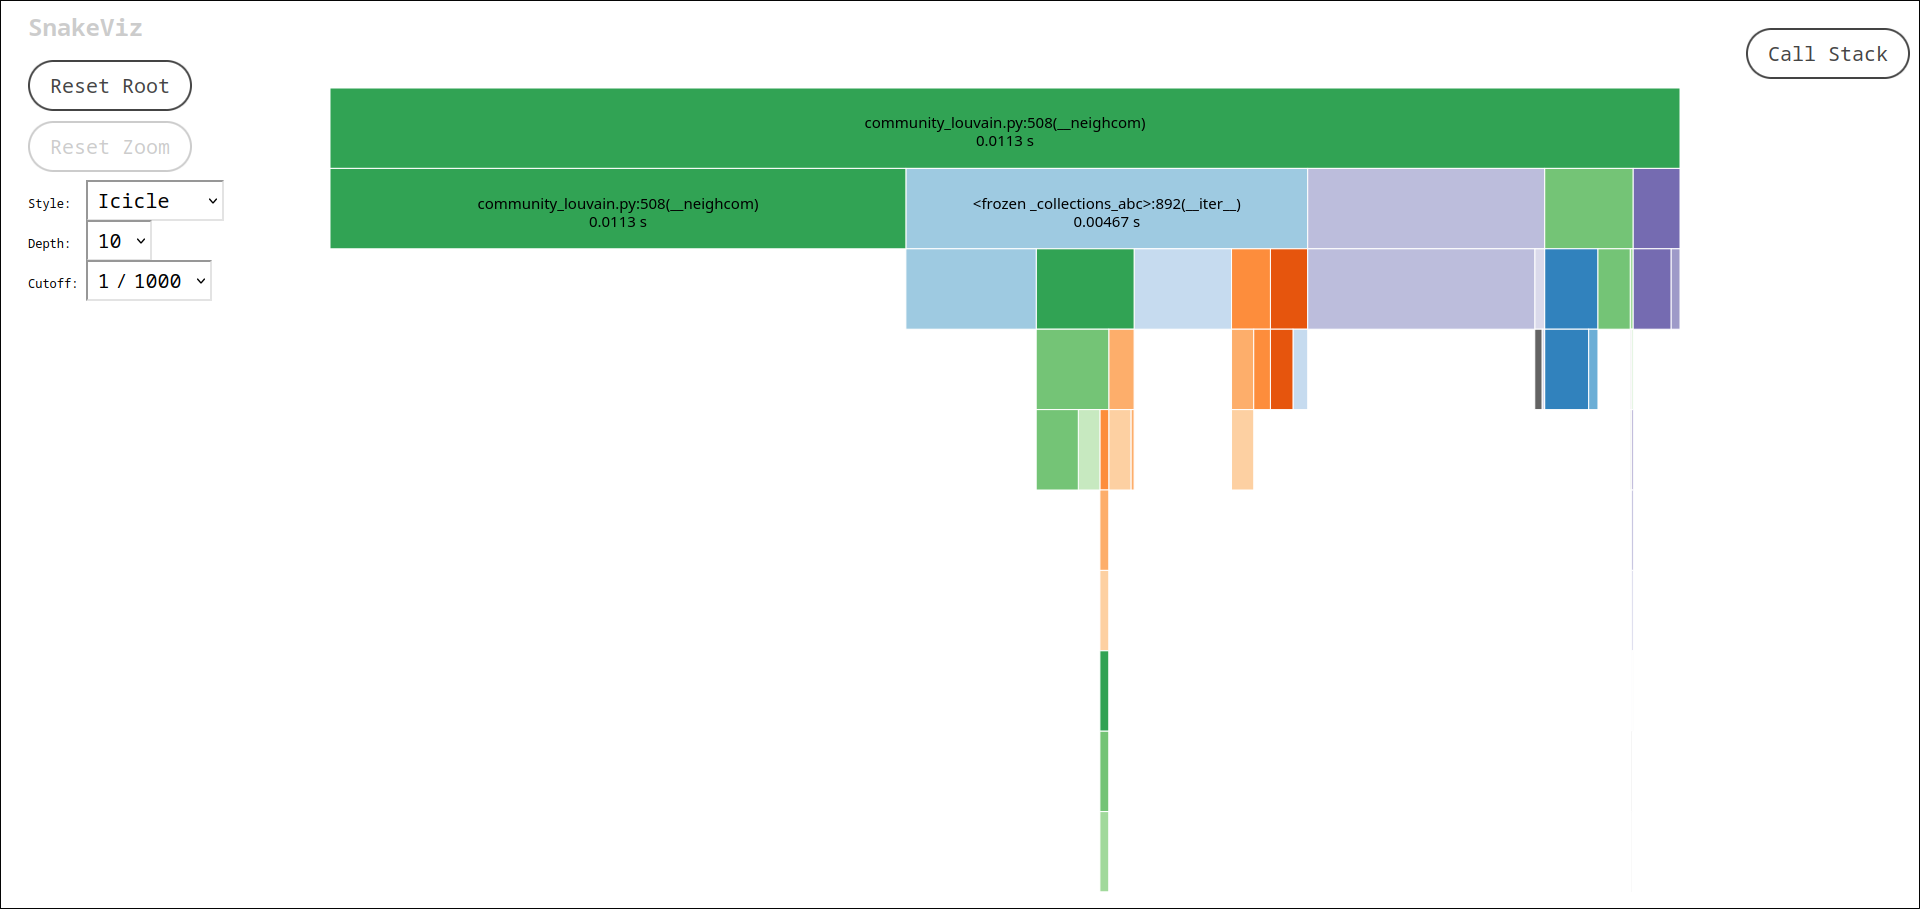 SnakeViz
Call Stack
Reset Root
Reset Zoom
Style: Icicle
Depth: 10
Cutoff: 1 / 1000
community_louvain.py:508(__neighcom)
0.0113 s
community_louvain.py:508(__neighcom)
0.0113 s
<frozen _collections_abc>:892(__iter__)
0.00467 s